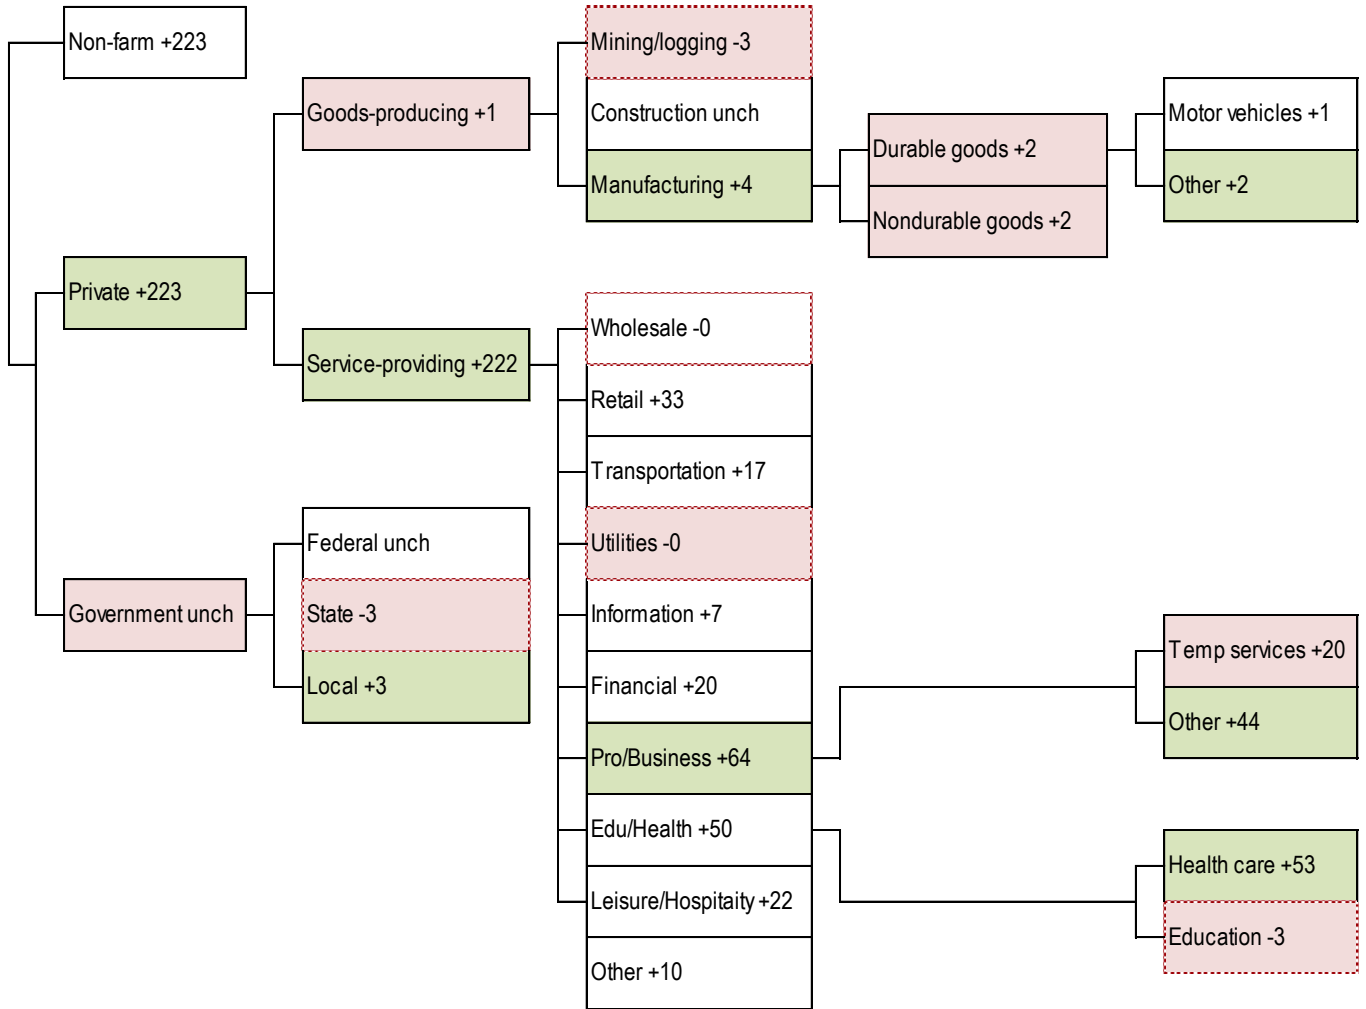 Non-farm +223
Private +223
Government unch
Goods-producing +1
Service-providing +222
Federal unch
State -3
Local +3
Mining/logging -3
Construction unch
Manufacturing +4
Wholesale -0
Retail +33
Transportation +17
Utilities -0
Information +7
Financial +20
Pro/Business +64
Edu/Health +50
Leisure/Hospitaity +22
Other +10
Durable goods +2
Nondurable goods +2
Motor vehicles +1
Other +2
Temp services +20
Other +44
Health care +53
Education -3